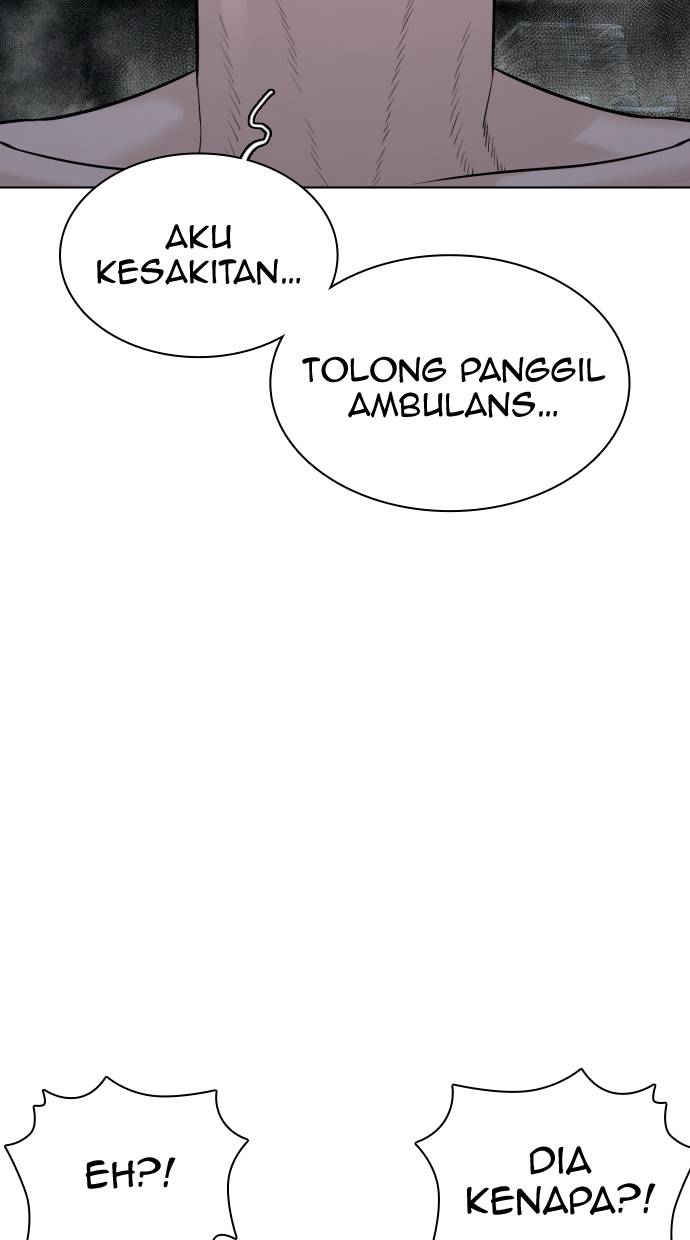 AKU
KESAKITAN...
TOLONG PANGGIL
AMBULANS...
EH?!
DIA
KENAPA?!